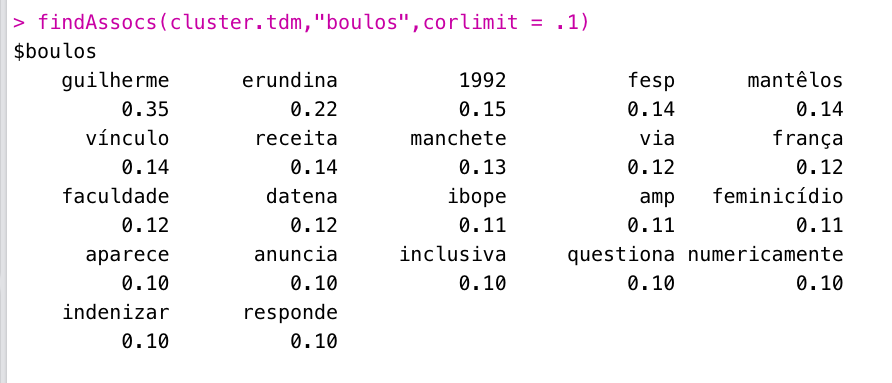 > findAssocs(cluster.tdm,"boulos",corlimit = .1)
$boulos
guilherme erundina 1992 fesp mantêlos
0.35 0.22 0.15 0.14 0.14
vínculo receita manchete via frança
0.14 0.14 0.13 0.12 0.12
faculdade datena ibope amp feminicídio
0.12 0.12 0.11 0.11 0.11
aparece anuncia inclusiva questiona numericamente
0.10 0.10 0.10 0.10 0.10
indenizar responde
0.10 0.10